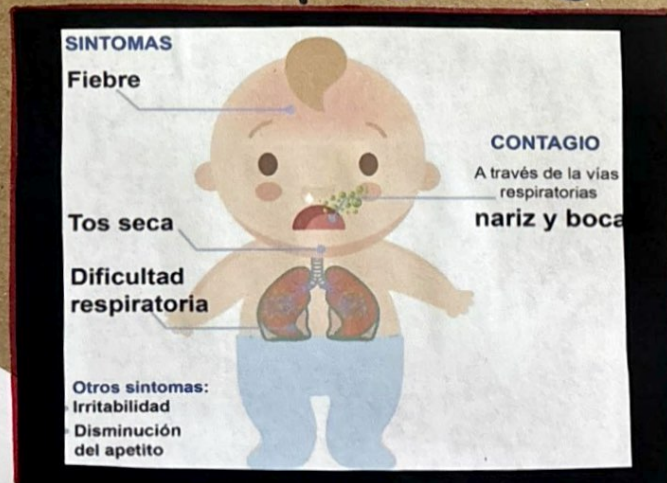 SINTOMAS
Fiebre
CONTAGIO
A través de la vías
respiratorias
nariz y boca
Tos seca
Dificultad
respiratoria
Otros sintomas:
Irritabilidad
Disminución
del apetito